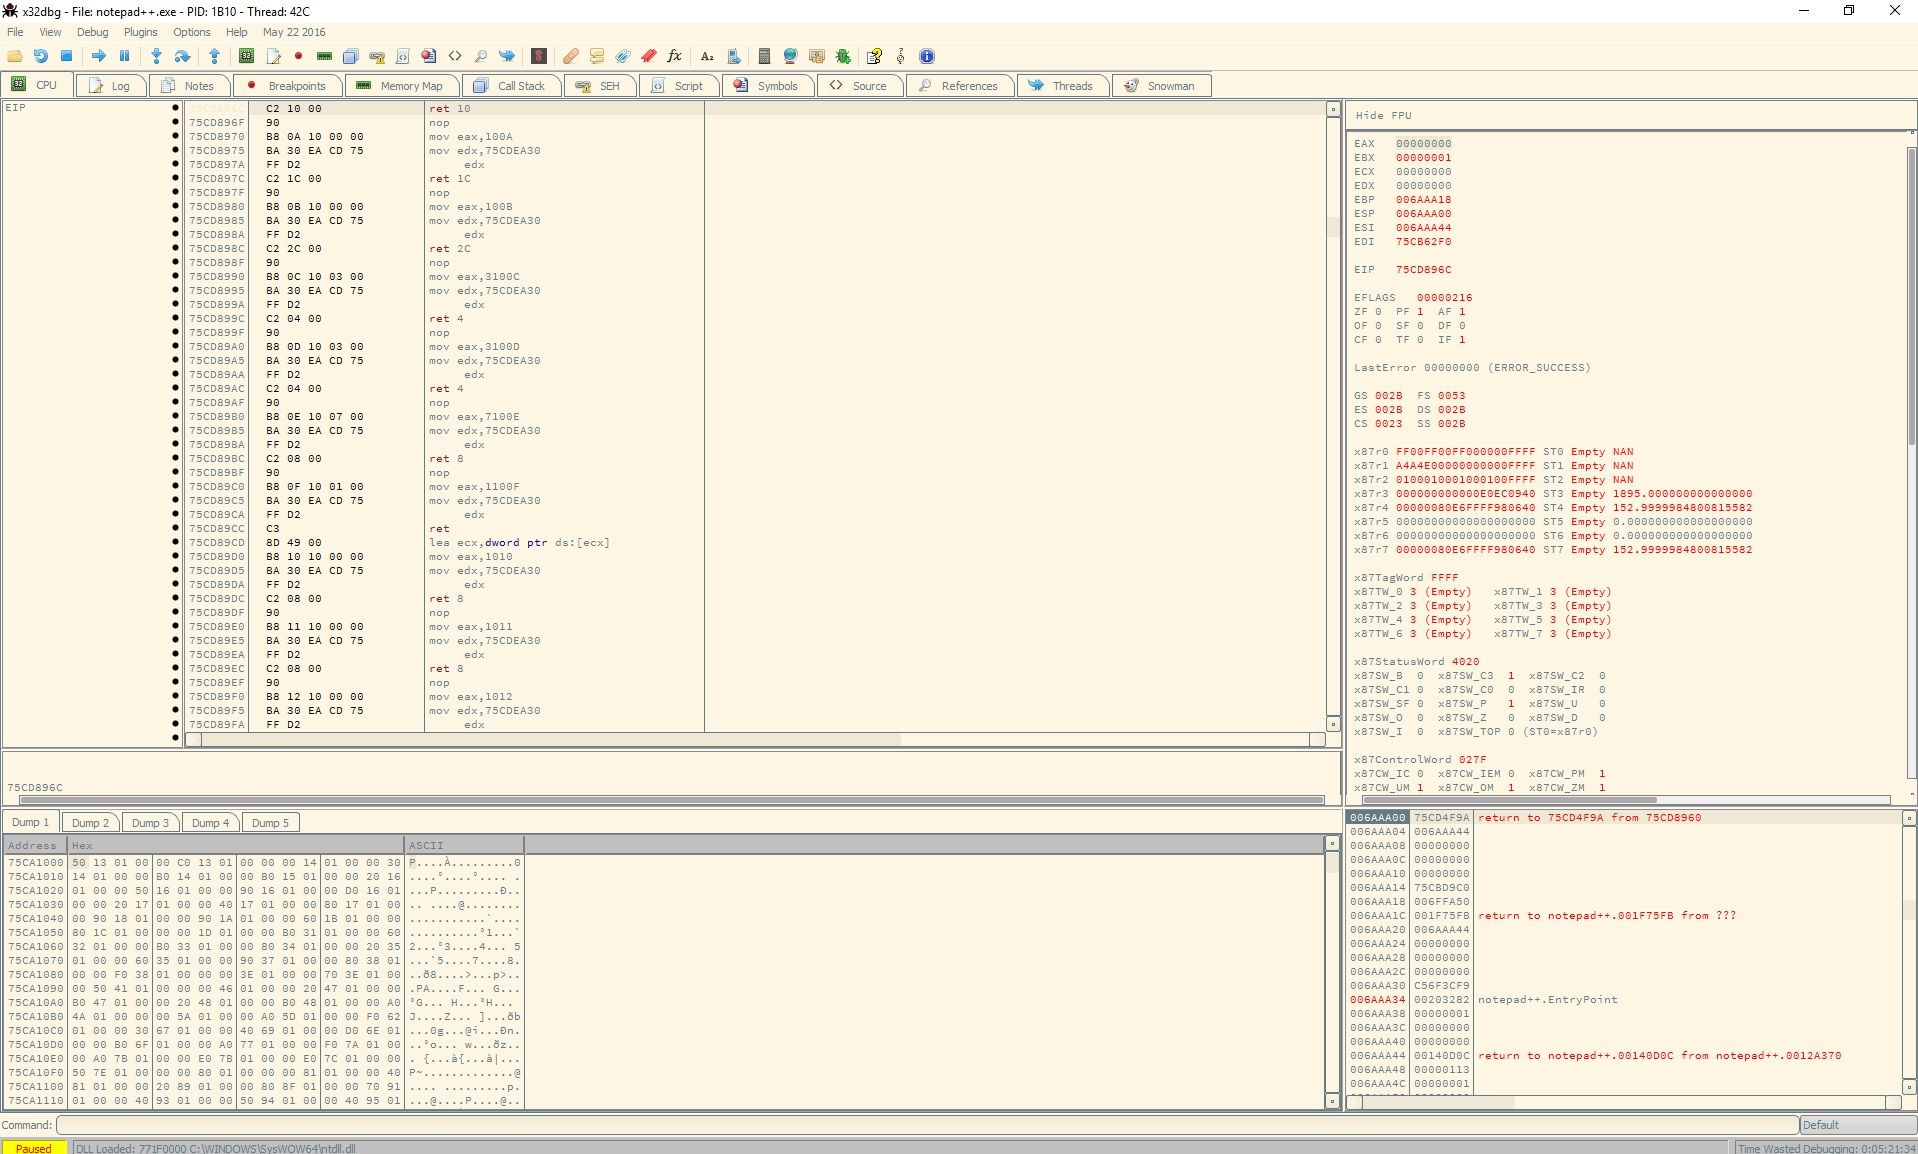 x32dbg - File: notepad++.exe - PID: 1B10 - Thread: 42C
File View Debug Plugins Options Help May 22 2016
CPU Log Notes Breakpoints Memory Map Call Stack SEH Script Symbols Source References Threads Snowman
EIP
75CD896C C2 10 00 ret 10
75CD896F 90 nop
75CD8970 B8 0A 10 00 00 mov eax,100A
75CD8975 BA 30 EA CD 75 mov edx,75CDEA30
75CD897A FF D2 edx
75CD897C C2 1C 00 ret 1C
75CD897F 90 nop
75CD8980 B8 0B 10 00 00 mov eax,100B
75CD8985 BA 30 EA CD 75 mov edx,75CDEA30
75CD898A FF D2 edx
75CD898C C2 2C 00 ret 2C
75CD898F 90 nop
75CD8990 B8 0C 10 03 00 mov eax,3100C
75CD8995 BA 30 EA CD 75 mov edx,75CDEA30
75CD899A FF D2 edx
75CD899C C2 04 00 ret 4
75CD899F 90 nop
75CD89A0 B8 0D 10 03 00 mov eax,3100D
75CD89A5 BA 30 EA CD 75 mov edx,75CDEA30
75CD89AA FF D2 edx
75CD89AC C2 04 00 ret 4
75CD89AF 90 nop
75CD89B0 B8 0E 10 07 00 mov eax,7100E
75CD89B5 BA 30 EA CD 75 mov edx,75CDEA30
75CD89BA FF D2 edx
75CD89BC C2 08 00 ret 8
75CD89BF 90 nop
75CD89C0 B8 0F 10 01 00 mov eax,1100F
75CD89C5 BA 30 EA CD 75 mov edx,75CDEA30
75CD89CA FF D2 edx
75CD89CC C3 ret
75CD89CD 8D 49 00 lea ecx,dword ptr ds:[ecx]
75CD89D0 B8 10 10 00 00 mov eax,1010
75CD89D5 BA 30 EA CD 75 mov edx,75CDEA30
75CD89DA FF D2 edx
75CD89DC C2 08 00 ret 8
75CD89DF 90 nop
75CD89E0 B8 11 10 00 00 mov eax,1011
75CD89E5 BA 30 EA CD 75 mov edx,75CDEA30
75CD89EA FF D2 edx
75CD89EC C2 08 00 ret 8
75CD89EF 90 nop
75CD89F0 B8 12 10 00 00 mov eax,1012
75CD89F5 BA 30 EA CD 75 mov edx,75CDEA30
75CD89FA FF D2 edx
75CD896C
Hide FPU
EAX 00000000
EBX 00000001
ECX 00000000
EDX 00000000
EBP 006AAA18
ESP 006AAA00
ESI 006AAA44
EDI 75CB62F0
EIP 75CD896C
EFLAGS 00000216
ZF 0 PF 1 AF 1
OF 0 SF 0 DF 0
CF 0 TF 0 IF 1
LastError 00000000 (ERROR_SUCCESS)
GS 002B FS 0053
ES 002B DS 002B
CS 0023 SS 002B
x87r0 FF00FF00FF000000FFFF ST0 Empty NAN
x87r1 A4A4E00000000000FFFF ST1 Empty NAN
x87r2 0100010001000100FFFF ST2 Empty NAN
x87r3 000000000000E0EC0940 ST3 Empty 1895.000000000000000
x87r4 00000080E6FFFF980640 ST4 Empty 152.9999984800815582
x87r5 00000000000000000000 ST5 Empty 0.000000000000000000
x87r6 00000000000000000000 ST6 Empty 0.000000000000000000
x87r7 00000080E6FFFF980640 ST7 Empty 152.9999984800815582
x87TagWord FFFF
x87TW_0 3 (Empty) x87TW_1 3 (Empty)
x87TW_2 3 (Empty) x87TW_3 3 (Empty)
x87TW_4 3 (Empty) x87TW_5 3 (Empty)
x87TW_6 3 (Empty) x87TW_7 3 (Empty)
x87StatusWord 4020
x87SW_B 0 x87SW_C3 1 x87SW_C2 0
x87SW_C1 0 x87SW_C0 0 x87SW_IR 0
x87SW_SF 0 x87SW_P 1 x87SW_U 0
x87SW_O 0 x87SW_Z 0 x87SW_D 0
x87SW_I 0 x87SW_TOP 0 (ST0=x87r0)
x87ControlWord 027F
x87CW_IC 0 x87CW_IEM 0 x87CW_PM 1
x87CW_UM 1 x87CW_OM 1 x87CW_ZM 1
Dump 1 Dump 2 Dump 3 Dump 4 Dump 5
Address Hex ASCII
75CA1000 50 13 01 00 00 C0 13 01 00 00 00 14 01 00 00 30 P....À.........0
75CA1010 14 01 00 00 B0 14 01 00 00 B0 15 01 00 00 20 16 ....°....°.... .
75CA1020 01 00 00 50 16 01 00 00 90 16 01 00 00 D0 16 01 ...P.........Ð..
75CA1030 00 00 20 17 01 00 00 40 17 01 00 00 80 17 01 00 .. ....@........
75CA1040 00 90 18 01 00 00 90 1A 01 00 00 60 1B 01 00 00 ...........`....
75CA1050 80 1C 01 00 00 00 1D 01 00 00 B0 31 01 00 00 60 ..........°1...`
75CA1060 32 01 00 00 B0 33 01 00 00 80 34 01 00 00 20 35 2...°3....4... 5
75CA1070 01 00 00 60 35 01 00 00 90 37 01 00 00 80 38 01 ...`5....7....8.
75CA1080 00 00 F0 38 01 00 00 00 3E 01 00 00 70 3E 01 00 ..ð8....>...p>..
75CA1090 00 50 41 01 00 00 00 46 01 00 00 20 47 01 00 00 .PA....F... G...
75CA10A0 B0 47 01 00 00 20 48 01 00 00 B0 48 01 00 00 A0 °G... H...°H...
75CA10B0 4A 01 00 00 00 5A 01 00 00 A0 5D 01 00 00 F0 62 J....Z... ]...ðb
75CA10C0 01 00 00 30 67 01 00 00 40 69 01 00 00 D0 6E 01 ...0g...@i...Ðn.
75CA10D0 00 00 B0 6F 01 00 00 A0 77 01 00 00 F0 7A 01 00 ..°o... w...ðz..
75CA10E0 00 A0 7B 01 00 00 E0 7B 01 00 00 E0 7C 01 00 00 . {...à{...à|...
75CA10F0 50 7E 01 00 00 00 80 01 00 00 00 81 01 00 00 40 P~.............@
75CA1100 81 01 00 00 20 89 01 00 00 80 8F 01 00 00 70 91 .... .........p.
75CA1110 01 00 00 40 93 01 00 00 50 94 01 00 00 40 95 01 ...@....P....@..
006AAA00 75CD4F9A return to 75CD4F9A from 75CD8960
006AAA04 006AAA44
006AAA08 00000000
006AAA0C 00000000
006AAA10 00000000
006AAA14 75CBD9C0
006AAA18 006FFA50
006AAA1C 001F75FB return to notepad++.001F75FB from ???
006AAA20 006AAA44
006AAA24 00000000
006AAA28 00000000
006AAA2C 00000000
006AAA30 C56F3CF9
006AAA34 00203282 notepad++.EntryPoint
006AAA38 00000001
006AAA3C 00000000
006AAA40 00000000
006AAA44 00140D0C return to notepad++.00140D0C from notepad++.0012A370
006AAA48 00000113
006AAA4C 00000001
Command: Default
Paused DLL Loaded: 771F0000 C:\WINDOWS\SysWOW64\ntdll.dll Time Wasted Debugging: 0:05:21:34